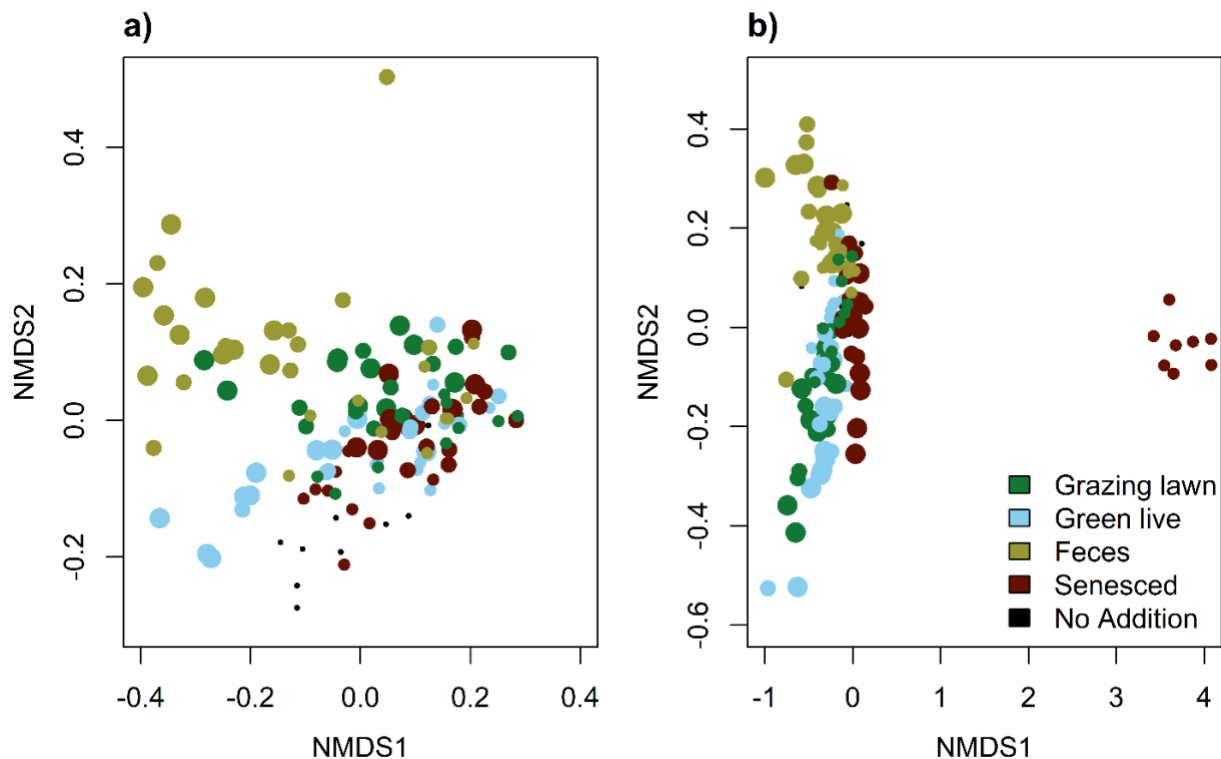 a)
NMDS2
0.4
0.2
0.0
-0.2
-0.4
-0.2
0.0
0.2
0.4
NMDS1
b)
NMDS2
0.4
0.2
0.0
-0.2
-0.4
-0.6
-1
0
1
2
3
4
NMDS1
Grazing lawn
Green live
Feces
Senesced
No Addition